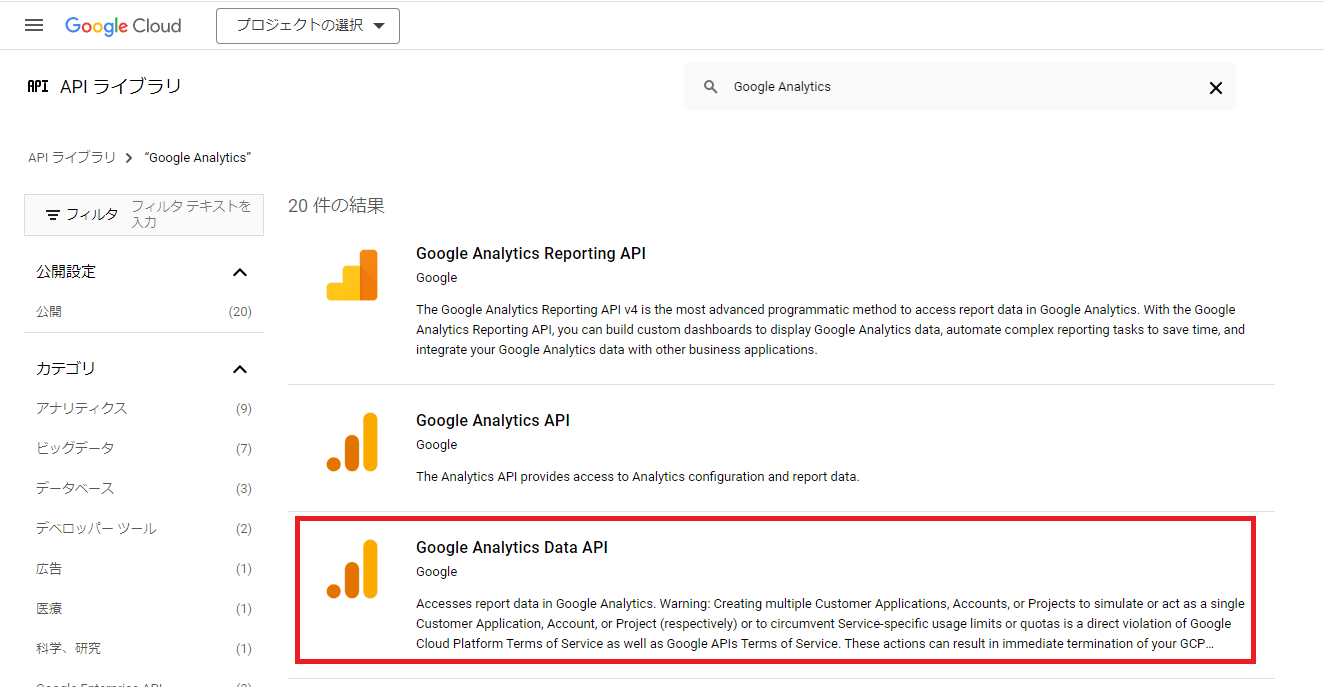 Google Cloud
プロジェクトの選択
API API ライブラリ
Google Analytics
API ライブラリ
“Google Analytics”
フィルタ
フィルタ テキストを
入力
20 件の結果
公開設定
公開 (20)
カテゴリ
アナリティクス (9)
ビッグデータ (7)
データベース (3)
デベロッパー ツール (2)
広告 (1)
医療 (1)
科学、研究 (1)
Google Enterprise API
Google Analytics Reporting API
Google
The Google Analytics Reporting API v4 is the most advanced programmatic method to access report data in Google Analytics. With the Google
Analytics Reporting API, you can build custom dashboards to display Google Analytics data, automate complex reporting tasks to save time, and
integrate your Google Analytics data with other business applications.
Google Analytics API
Google
The Analytics API provides access to Analytics configuration and report data.
Google Analytics Data API
Google
Accesses report data in Google Analytics. Warning: Creating multiple Customer Applications, Accounts, or Projects to simulate or act as a single
Customer Application, Account, or Project (respectively) or to circumvent Service-specific usage limits or quotas is a direct violation of Google
Cloud Platform Terms of Service as well as Google APIs Terms of Service. These actions can result in immediate termination of your GCP...